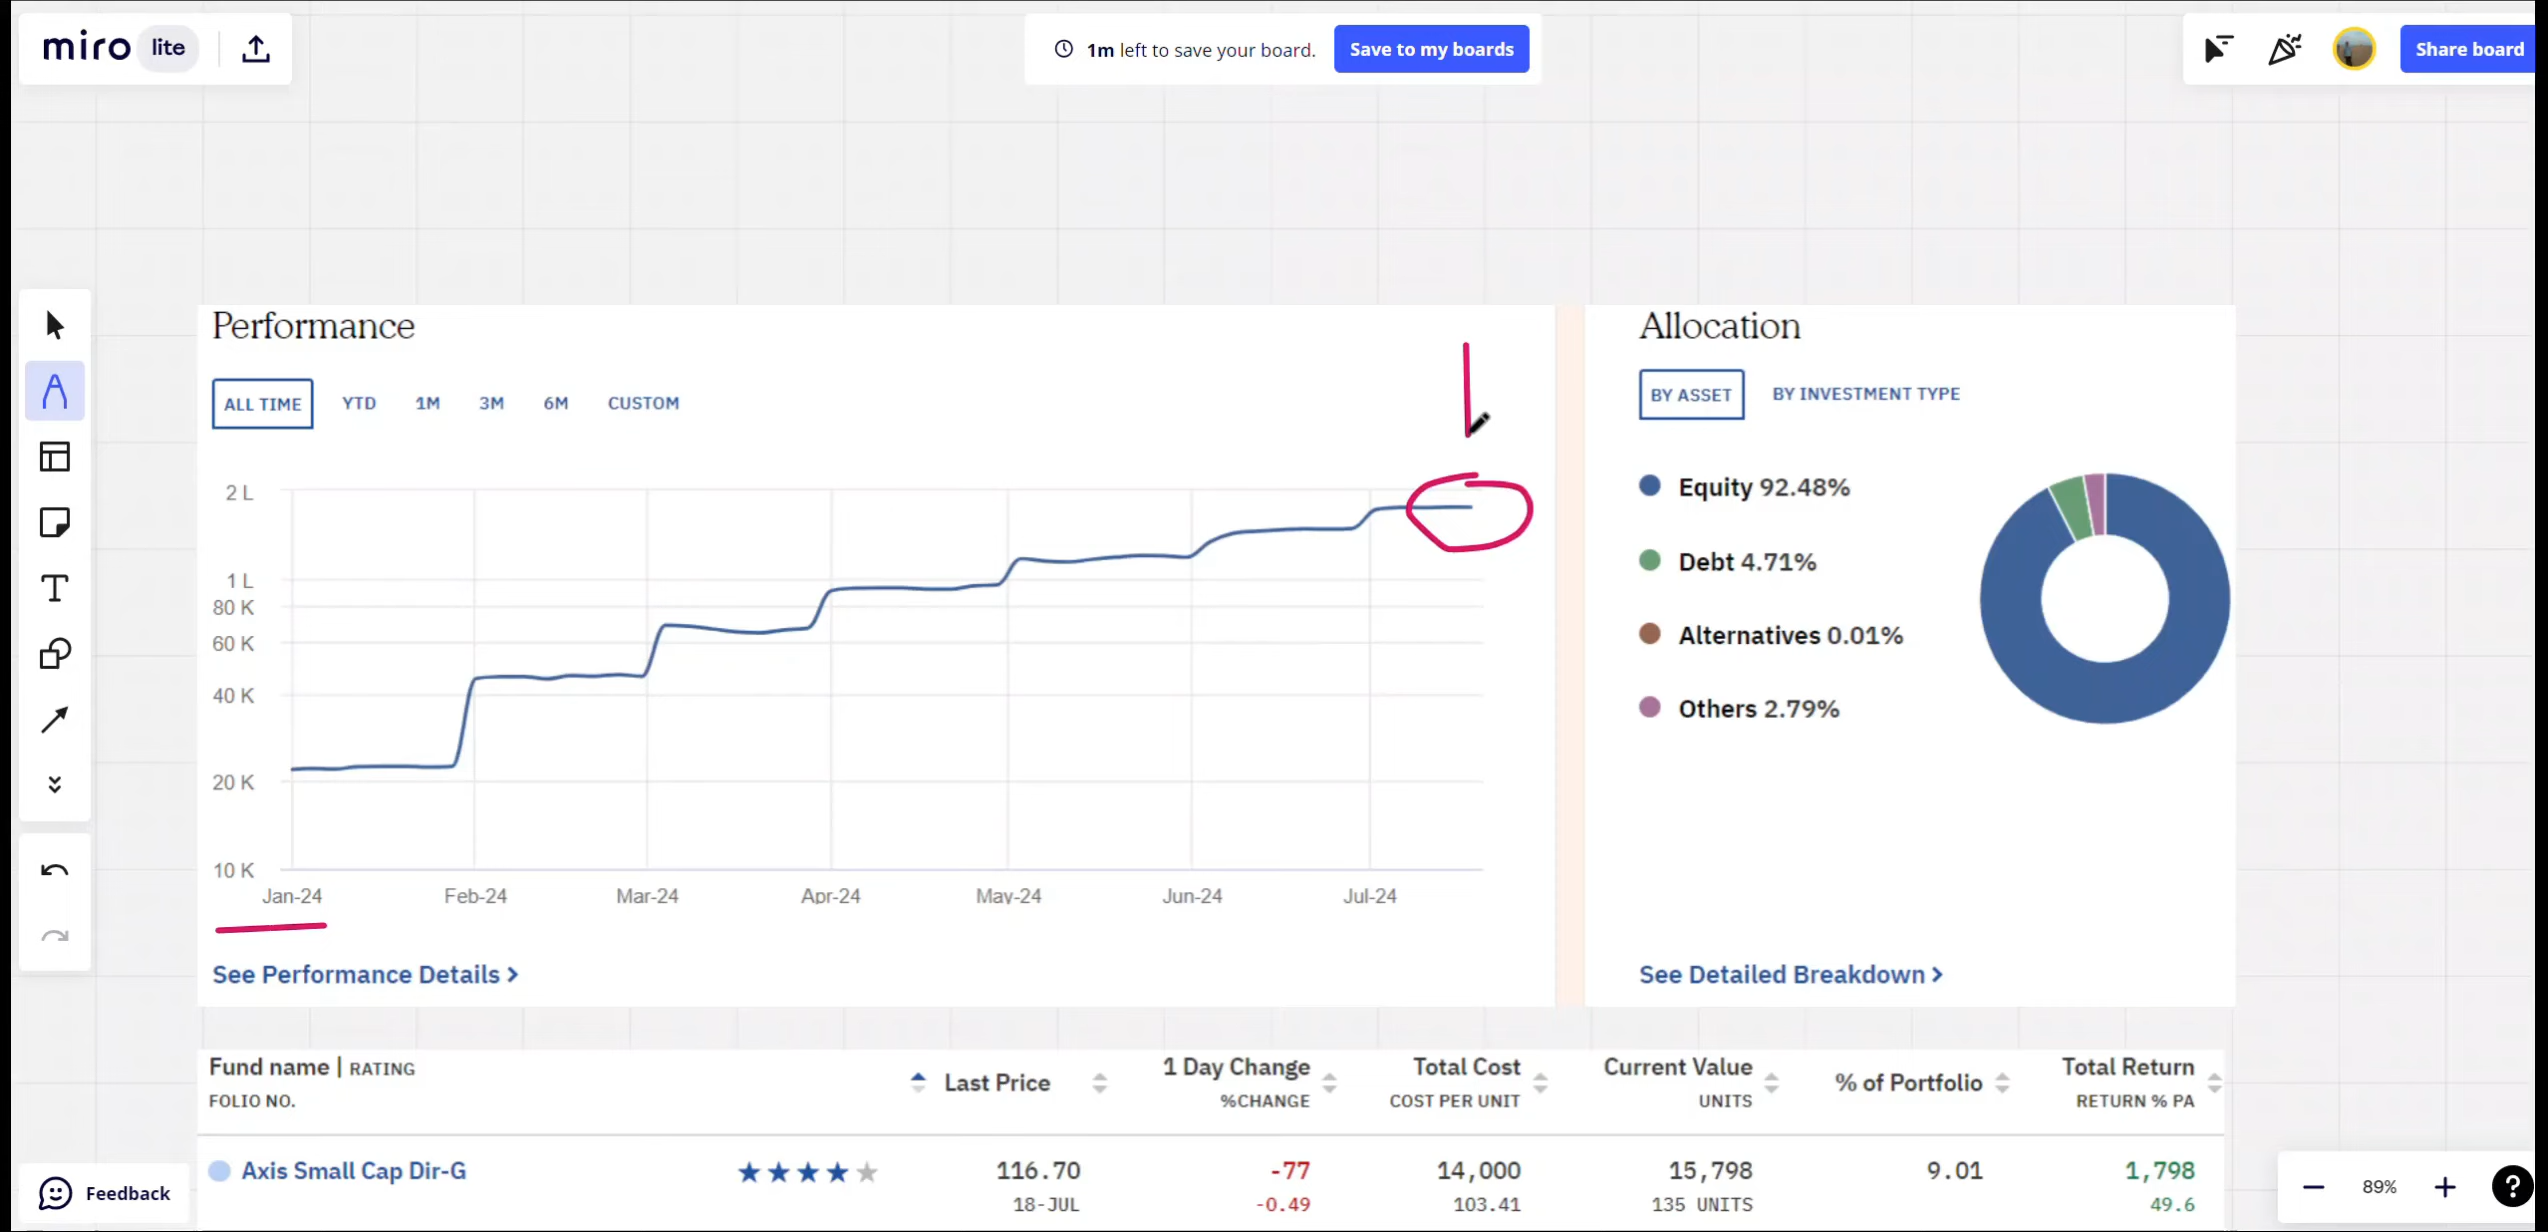 miro lite
1m left to save your board. Save to my boards
Share board
Performance
ALL TIME YTD 1M 3M 6M CUSTOM
2 L
1 L
80 K
60 K
40 K
20 K
10 K
Jan-24 Feb-24 Mar-24 Apr-24 May-24 Jun-24 Jul-24
See Performance Details >
Allocation
BY ASSET BY INVESTMENT TYPE
Equity 92.48%
Debt 4.71%
Alternatives 0.01%
Others 2.79%
See Detailed Breakdown >
Fund name | RATING Last Price 1 Day Change Total Cost Current Value % of Portfolio Total Return
FOLIO NO. %CHANGE COST PER UNIT UNITS RETURN % PA
Axis Small Cap Dir-G 116.70 -77 14,000 15,798 9.01 1,798
18-JUL -0.49 103.41 135 UNITS 49.6
Feedback
89%
?